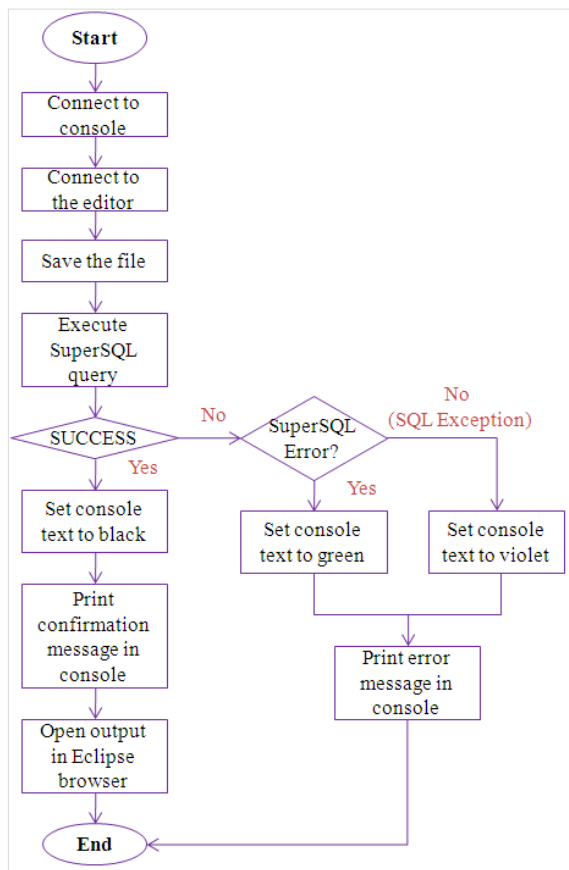 Start
Connect to
console
Connect to
the editor
Save the file
Execute
SuperSQL
query
SUCCESS
No
SuperSQL
Error?
No
(SQL Exception)
Yes
Yes
Set console
text to black
Set console
text to green
Set console
text to violet
Print
confirmation
message in
console
Print error
message in
console
Open output
in Eclipse
browser
End